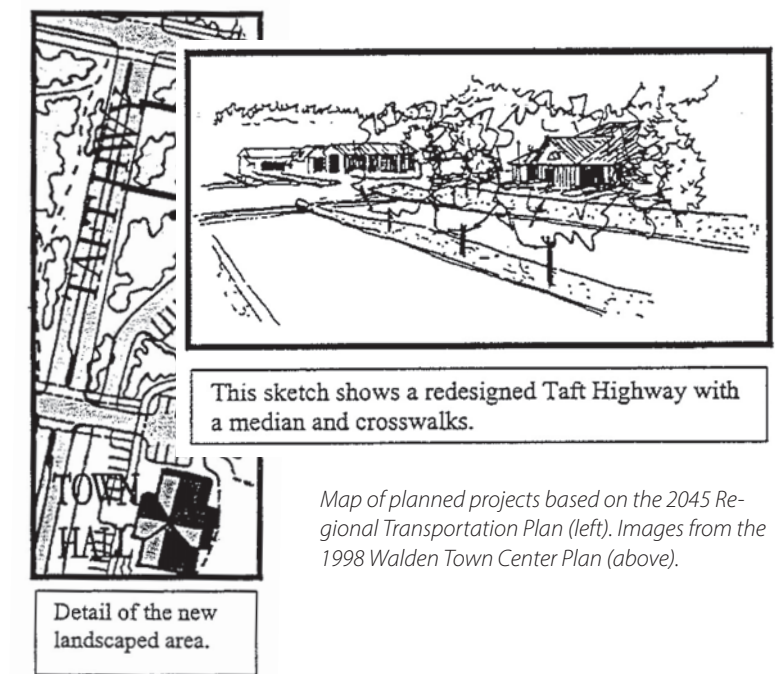 TAFT HWY
This sketch shows a redesigned Taft Highway with
a median and crosswalks.
TOWN
HALL
Map of planned projects based on the 2045 Re-
gional Transportation Plan (left). Images from the
1998 Walden Town Center Plan (above).
Detail of the new
landscaped area.